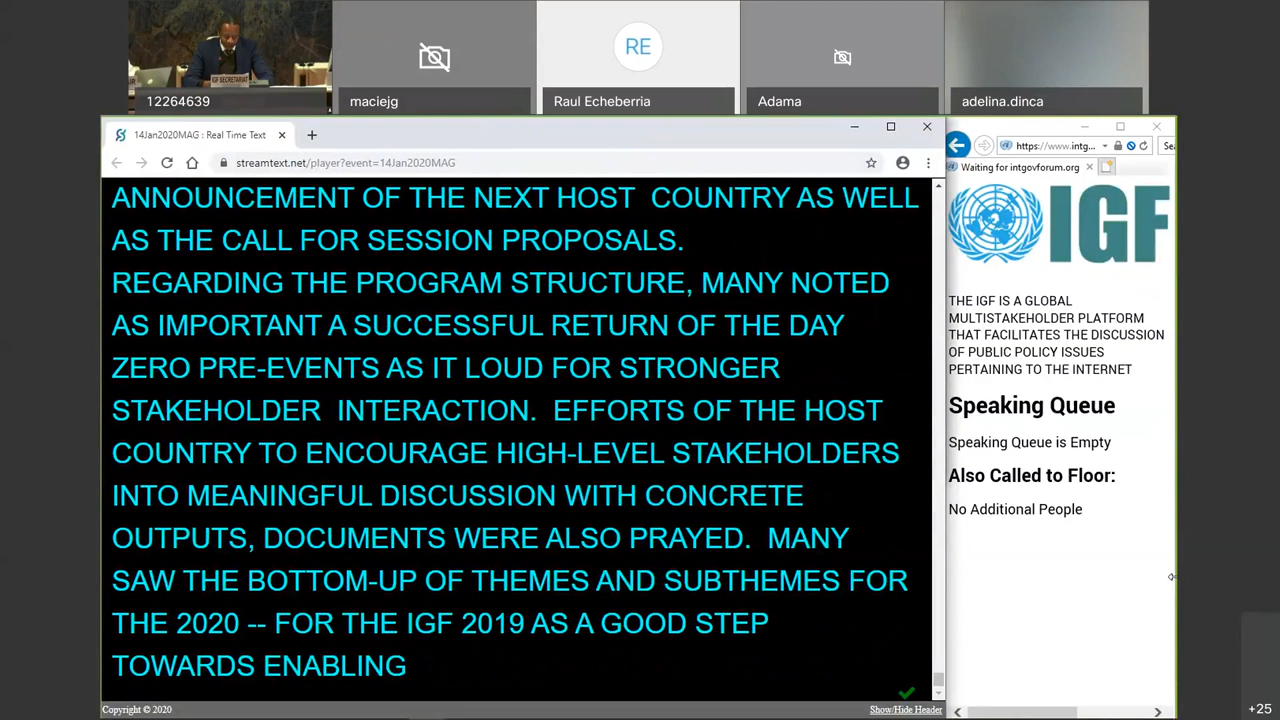 IGF SECRETARIAT
12264639
maciejg
RE
Raul Echeberria
Adama
adelina.dinca
14Jan2020MAG : Real Time Text
streamtext.net/player?event=14Jan2020MAG
ANNOUNCEMENT OF THE NEXT HOST COUNTRY AS WELL
AS THE CALL FOR SESSION PROPOSALS.
REGARDING THE PROGRAM STRUCTURE, MANY NOTED
AS IMPORTANT A SUCCESSFUL RETURN OF THE DAY
ZERO PRE-EVENTS AS IT LOUD FOR STRONGER
STAKEHOLDER INTERACTION. EFFORTS OF THE HOST
COUNTRY TO ENCOURAGE HIGH-LEVEL STAKEHOLDERS
INTO MEANINGFUL DISCUSSION WITH CONCRETE
OUTPUTS, DOCUMENTS WERE ALSO PRAYED. MANY
SAW THE BOTTOM-UP OF THEMES AND SUBTHEMES FOR
THE 2020 -- FOR THE IGF 2019 AS A GOOD STEP
TOWARDS ENABLING
Copyright © 2020
Show/Hide Header
https://www.intg...
Sea
Waiting for intgovforum.org
IGF
THE IGF IS A GLOBAL
MULTISTAKEHOLDER PLATFORM
THAT FACILITATES THE DISCUSSION
OF PUBLIC POLICY ISSUES
PERTAINING TO THE INTERNET
Speaking Queue
Speaking Queue is Empty
Also Called to Floor:
No Additional People
+25